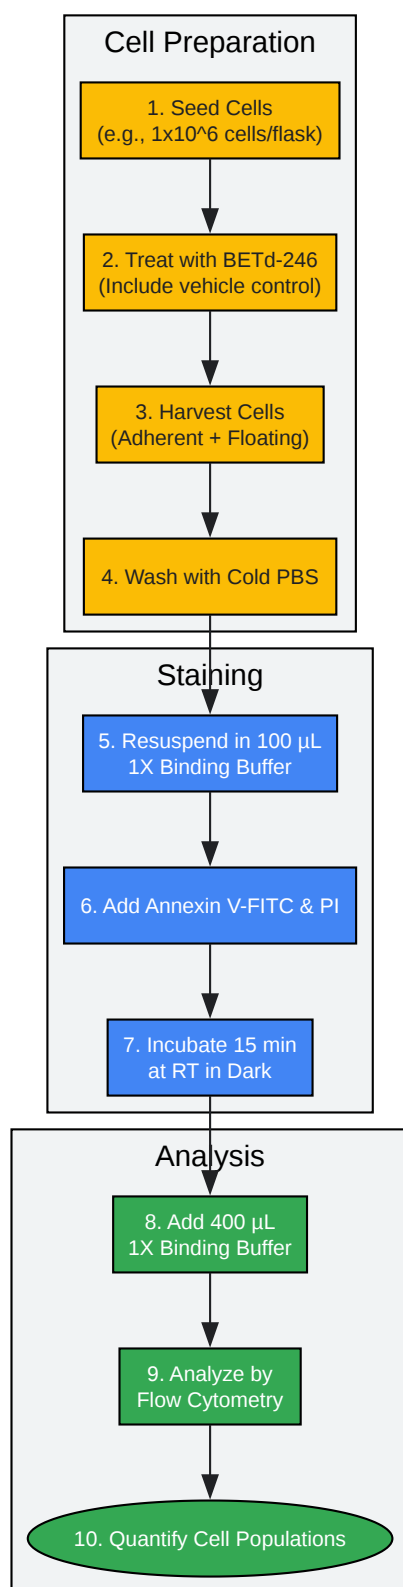 Cell Preparation
1. Seed Cells
(e.g., 1x10^6 cells/flask)
2. Treat with BETd-246
(Include vehicle control)
3. Harvest Cells
(Adherent + Floating)
4. Wash with Cold PBS
Staining
5. Resuspend in 100 µL
1X Binding Buffer
6. Add Annexin V-FITC & PI
7. Incubate 15 min
at RT in Dark
Analysis
8. Add 400 µL
1X Binding Buffer
9. Analyze by
Flow Cytometry
10. Quantify Cell Populations